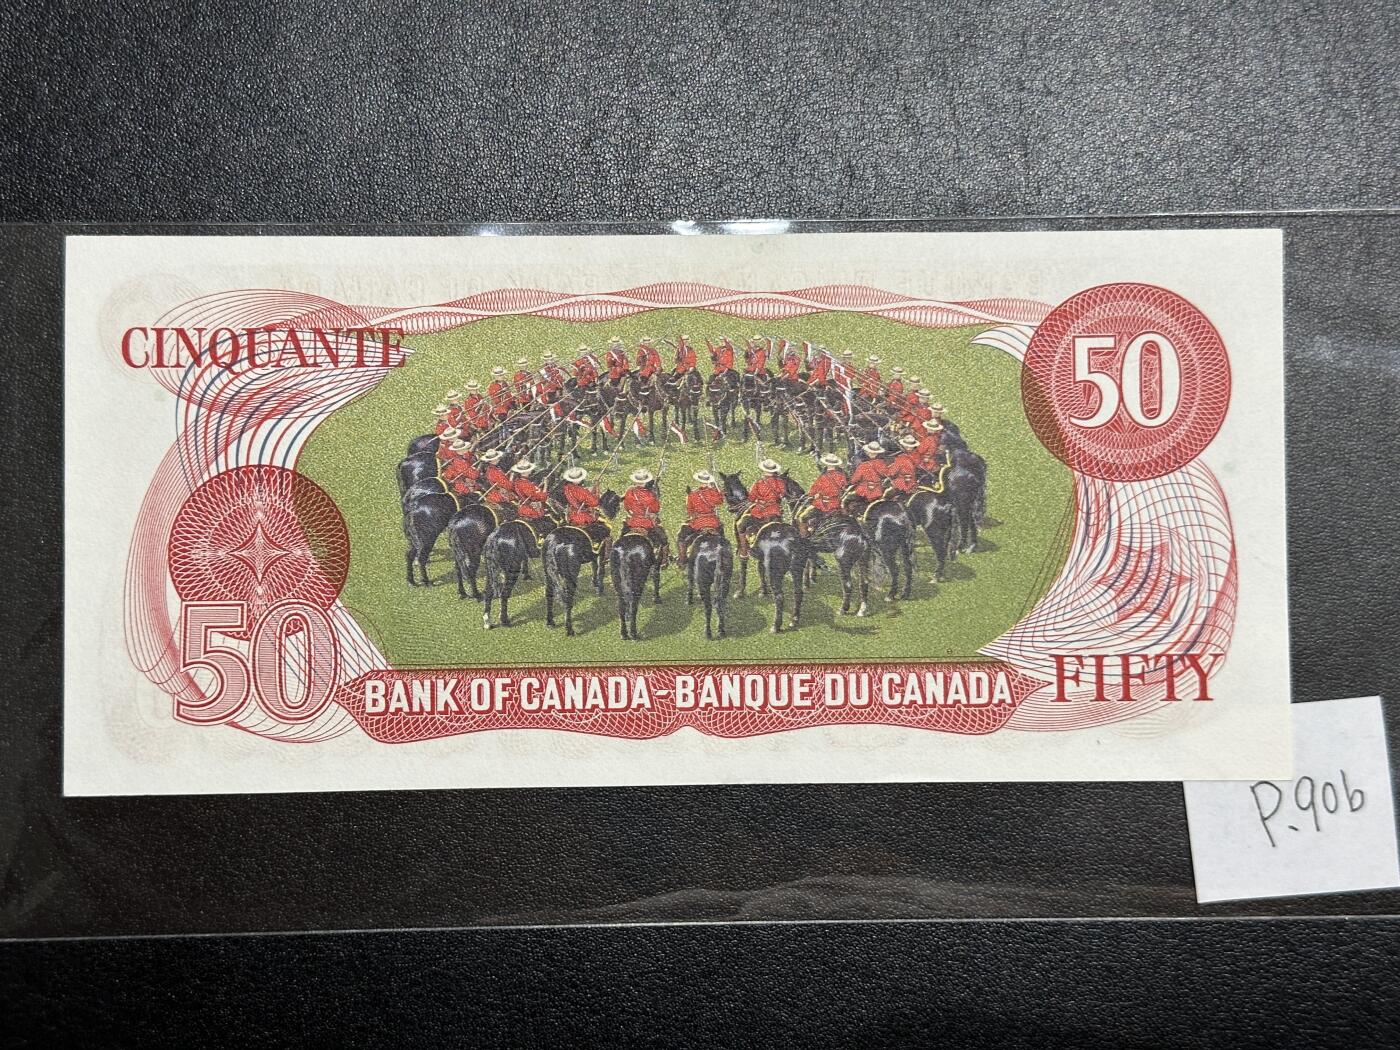 CINQUANTE
50
50
BANK OF CANADA-BANQUE DU CANADA
FIFTY
P.90b